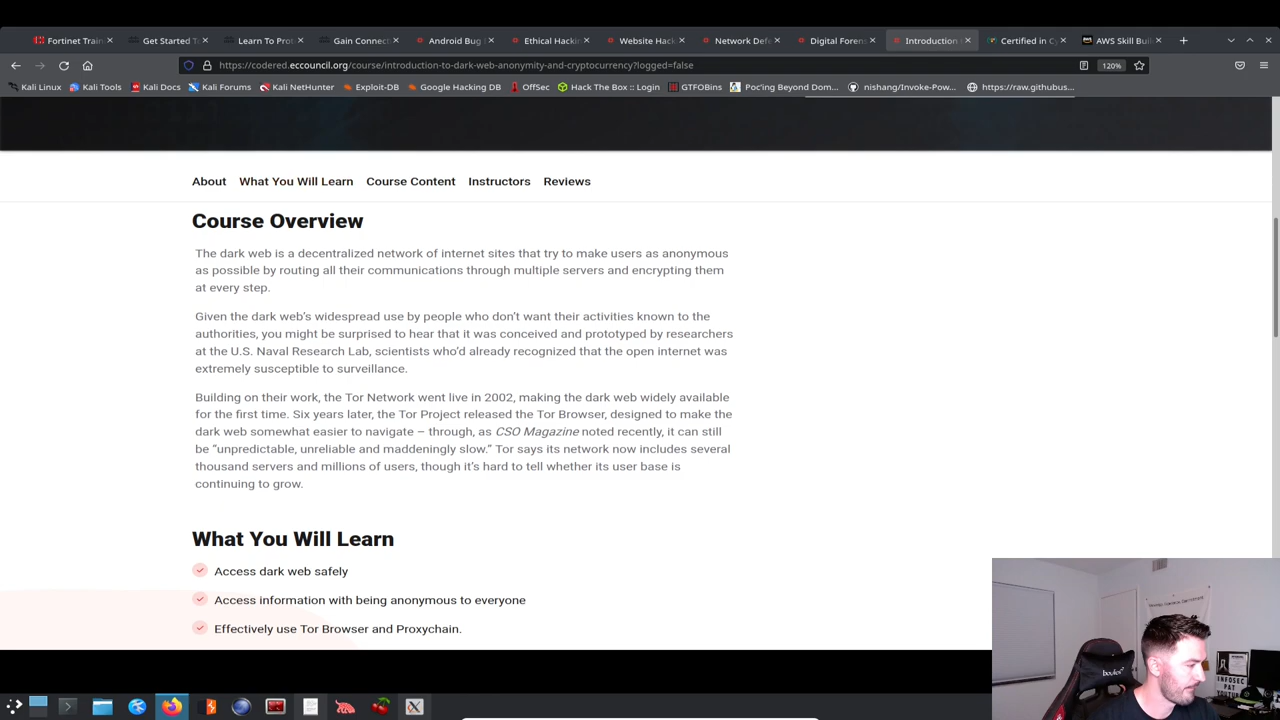 Fortinet Train
Get Started T
Learn To Pro
Gain Connect
Android Bug
Ethical Hackin
Website Hack
Network Defe
Digital Forens
Introduction
Certified in Cy
AWS Skill Buil
https://codered.eccouncil.org/course/introduction-to-dark-web-anonymity-and-cryptocurrency?logged=false
120%
Kali Linux
Kali Tools
Kali Docs
Kali Forums
Kali NetHunter
Exploit-DB
Google Hacking DB
OffSec
Hack The Box :: Login
GTFOBins
Poc'ing Beyond Dom...
nishang/Invoke-Pow...
https://raw.githubus...
About
What You Will Learn
Course Content
Instructors
Reviews
Course Overview
The dark web is a decentralized network of internet sites that try to make users as anonymous
as possible by routing all their communications through multiple servers and encrypting them
at every step.
Given the dark web's widespread use by people who don't want their activities known to the
authorities, you might be surprised to hear that it was conceived and prototyped by researchers
at the U.S. Naval Research Lab, scientists who'd already recognized that the open internet was
extremely susceptible to surveillance.
Building on their work, the Tor Network went live in 2002, making the dark web widely available
for the first time. Six years later, the Tor Project released the Tor Browser, designed to make the
dark web somewhat easier to navigate – through, as CSO Magazine noted recently, it can still
be “unpredictable, unreliable and maddeningly slow.” Tor says its network now includes several
thousand servers and millions of users, though it's hard to tell whether its user base is
continuing to grow.
What You Will Learn
Access dark web safely
Access information with being anonymous to everyone
Effectively use Tor Browser and Proxychain.
INFOSEC
PAT